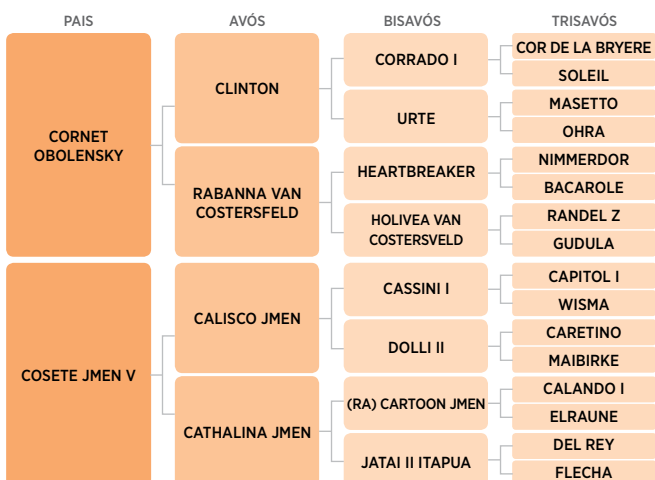 PAIS
AVÓS
BISAVÓS
TRISAVÓS
CORNET
OBOLENSKY
COSETE JMEN V
CLINTON
RABANNA VAN
COSTERSFELD
CALISCO JMEN
CATHALINA JMEN
CORRADO I
URTE
HEARTBREAKER
HOLIVEA VAN
COSTERSVELD
CASSINI I
DOLLI II
(RA) CARTOON JMEN
JATAI II ITAPUA
COR DE LA BRYERE
SOLEIL
MASETTO
OHRA
NIMMERDOR
BACAROLE
RANDEL Z
GUDULA
CAPITOL I
WISMA
CARETINO
MAIBIRKE
CALANDO I
ELRAUNE
DEL REY
FLECHA